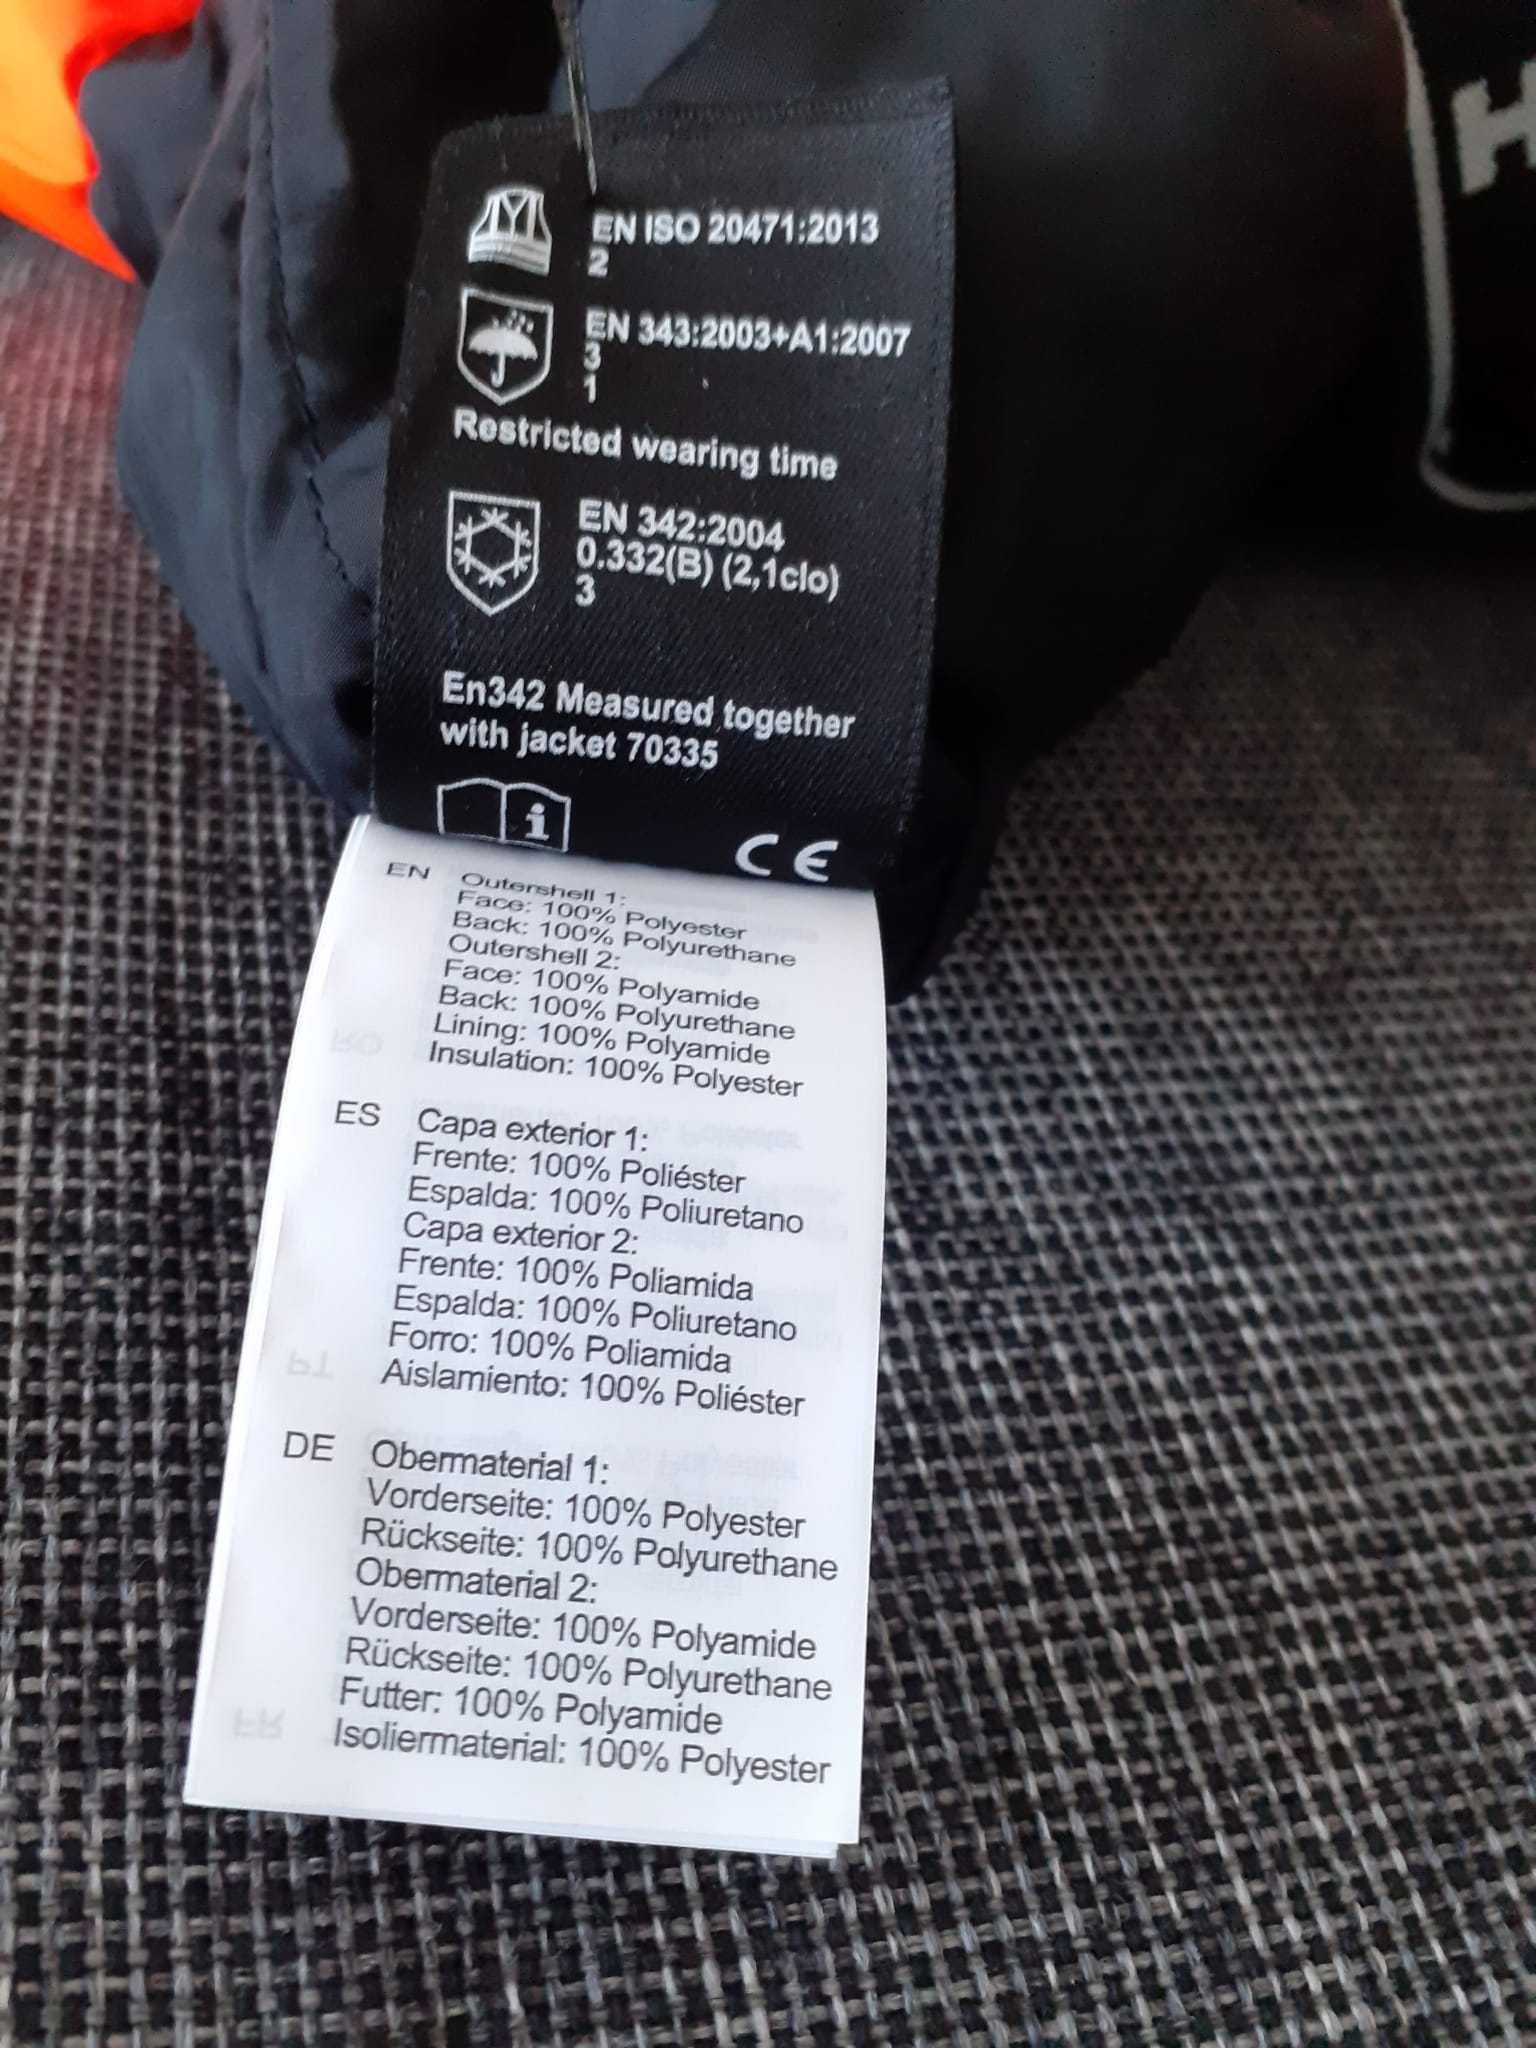 H
EN ISO 20471:2013
2
EN 343:2003+A1:2007
3
1
Restricted wearing time
EN 342:2004
0.332(B) (2,1clo)
3
En342 Measured together
with jacket 70335
i
CE
EN Outershell 1:
Face: 100% Polyester
Back: 100% Polyurethane
Outershell 2:
Face: 100% Polyamide
Back: 100% Polyurethane
Lining: 100% Polyamide
Insulation: 100% Polyester
ES Capa exterior 1:
Frente: 100% Poliéster
Espalda: 100% Poliuretano
Capa exterior 2:
Frente: 100% Poliamida
Espalda: 100% Poliuretano
Forro: 100% Poliamida
Aislamiento: 100% Poliéster
DE Obermaterial 1:
Vorderseite: 100% Polyester
Rückseite: 100% Polyurethane
Obermaterial 2:
Vorderseite: 100% Polyamide
Rückseite: 100% Polyurethane
Futter: 100% Polyamide
Isoliermaterial: 100% Polyester